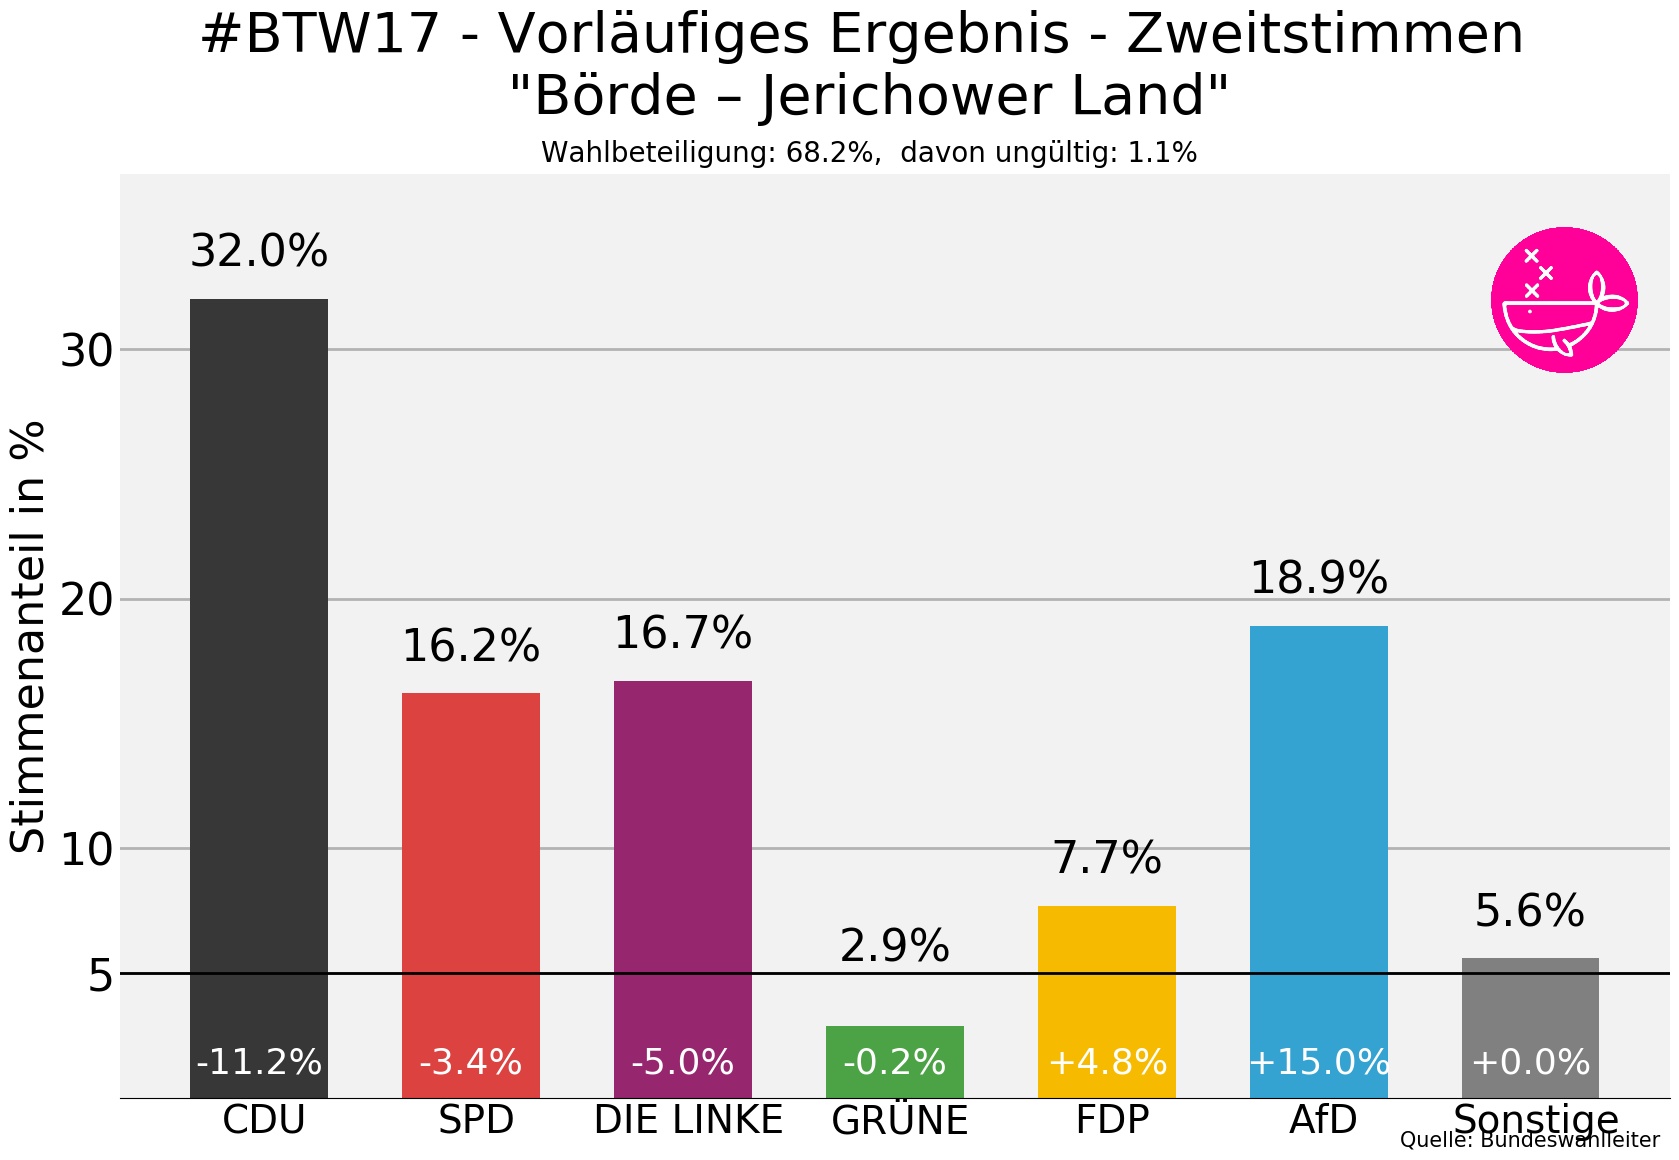 #BTW17 - Vorläufiges Ergebnis - Zweitstimmen
"Börde – Jerichower Land"
Wahlbeteiligung: 68.2%,  davon ungültig: 1.1%
Stimmenanteil in %
30
20
10
5
32.0%
16.2%
16.7%
2.9%
7.7%
18.9%
5.6%
-11.2%
-3.4%
-5.0%
-0.2%
+4.8%
+15.0%
+0.0%
CDU
SPD
DIE LINKE
GRÜNE
FDP
AfD
Sonstige
Quelle: Bundeswahlleiter